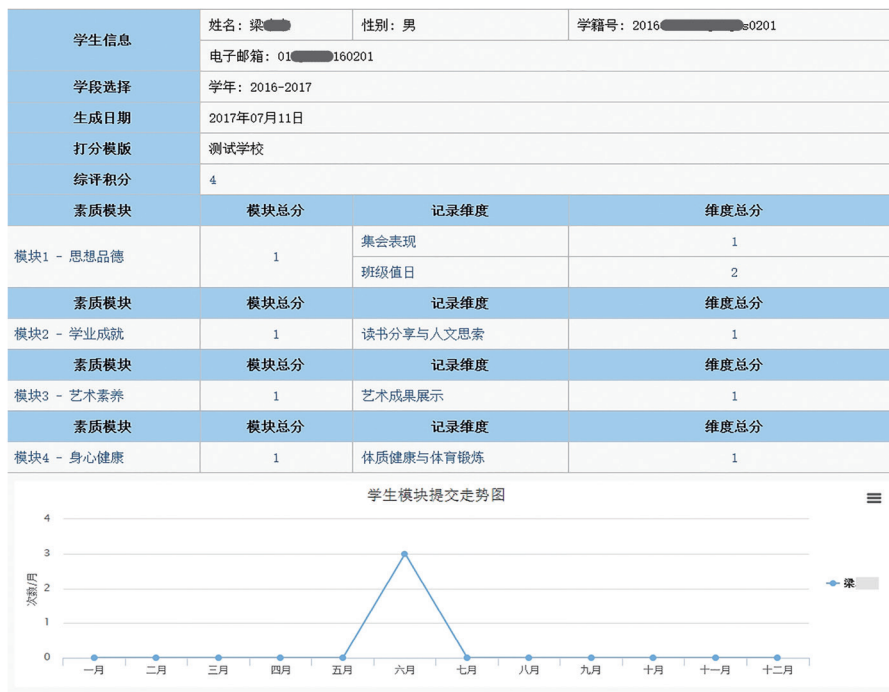 学生信息 姓名：梁 性别：男 学籍号：2016 s0201
电子邮箱：01 160201
学段选择 学年：2016-2017
生成日期 2017年07月11日
打分模版 测试学校
综评积分 4
素质模块 模块总分 记录维度 维度总分
模块1 - 思想品德 1 集会表现 1
班级值日 2
素质模块 模块总分 记录维度 维度总分
模块2 - 学业成就 1 读书分享与人文思索 1
素质模块 模块总分 记录维度 维度总分
模块3 - 艺术素养 1 艺术成果展示 1
素质模块 模块总分 记录维度 维度总分
模块4 - 身心健康 1 体质健康与体育锻炼 1
学生模块提交走势图
4
3
2
1
0
次数/月
梁
一月 二月 三月 四月 五月 六月 七月 八月 九月 十月 十一月 十二月